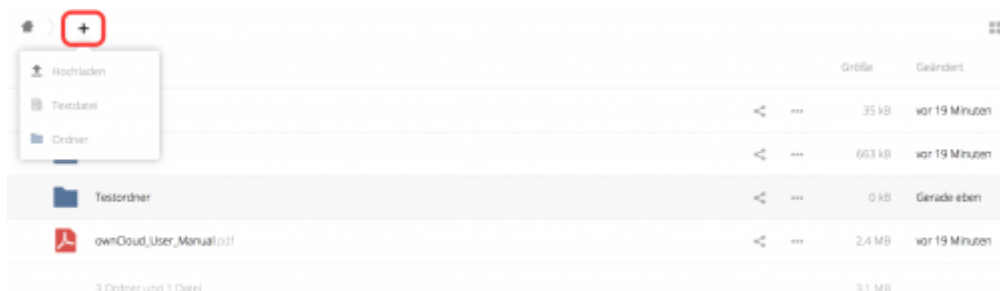 +
Größe Geändert
Hochladen
Textdatei
35 kB vor 19 Minuten
Ordner
663 kB vor 19 Minuten
Testordner 0 kB Gerade eben
ownCloud_User_Manual.pdf 2.4 MB vor 19 Minuten
3 Ordner und 1 Datei 3.1 MB